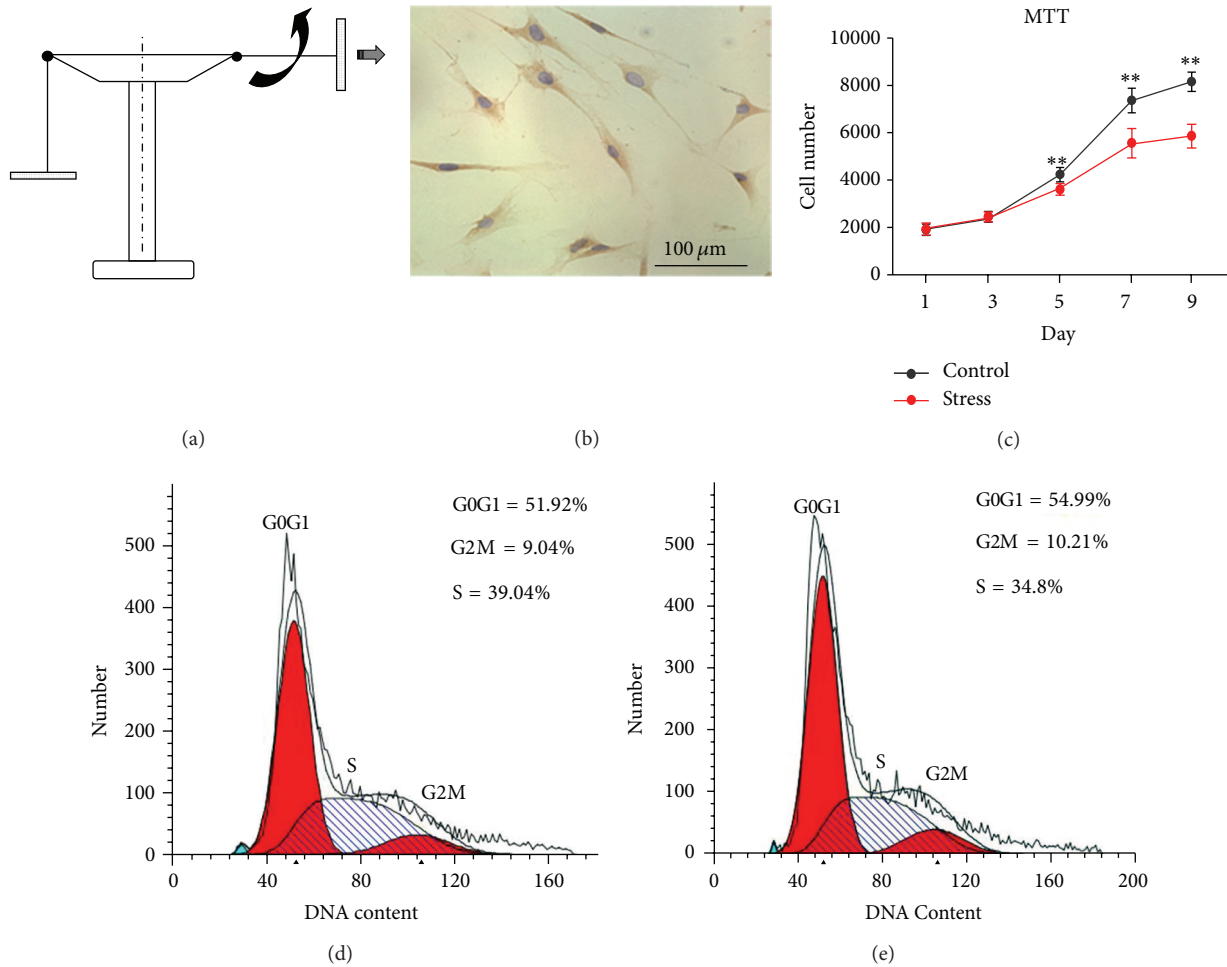 (a)
100 μm
(b)
MTT
Cell number
10000
8000
6000
4000
2000
0
**
**
**
1 3 5 7 9
Day
Control
Stress
(c)
Number
500
400
300
200
100
0
G0G1
S
G2M
G0G1 = 51.92%
G2M = 9.04%
S = 39.04%
0 40 80 120 160
DNA content
(d)
Number
500
400
300
200
100
0
G0G1
S
G2M
G0G1 = 54.99%
G2M = 10.21%
S = 34.8%
0 40 80 120 160 200
DNA Content
(e)